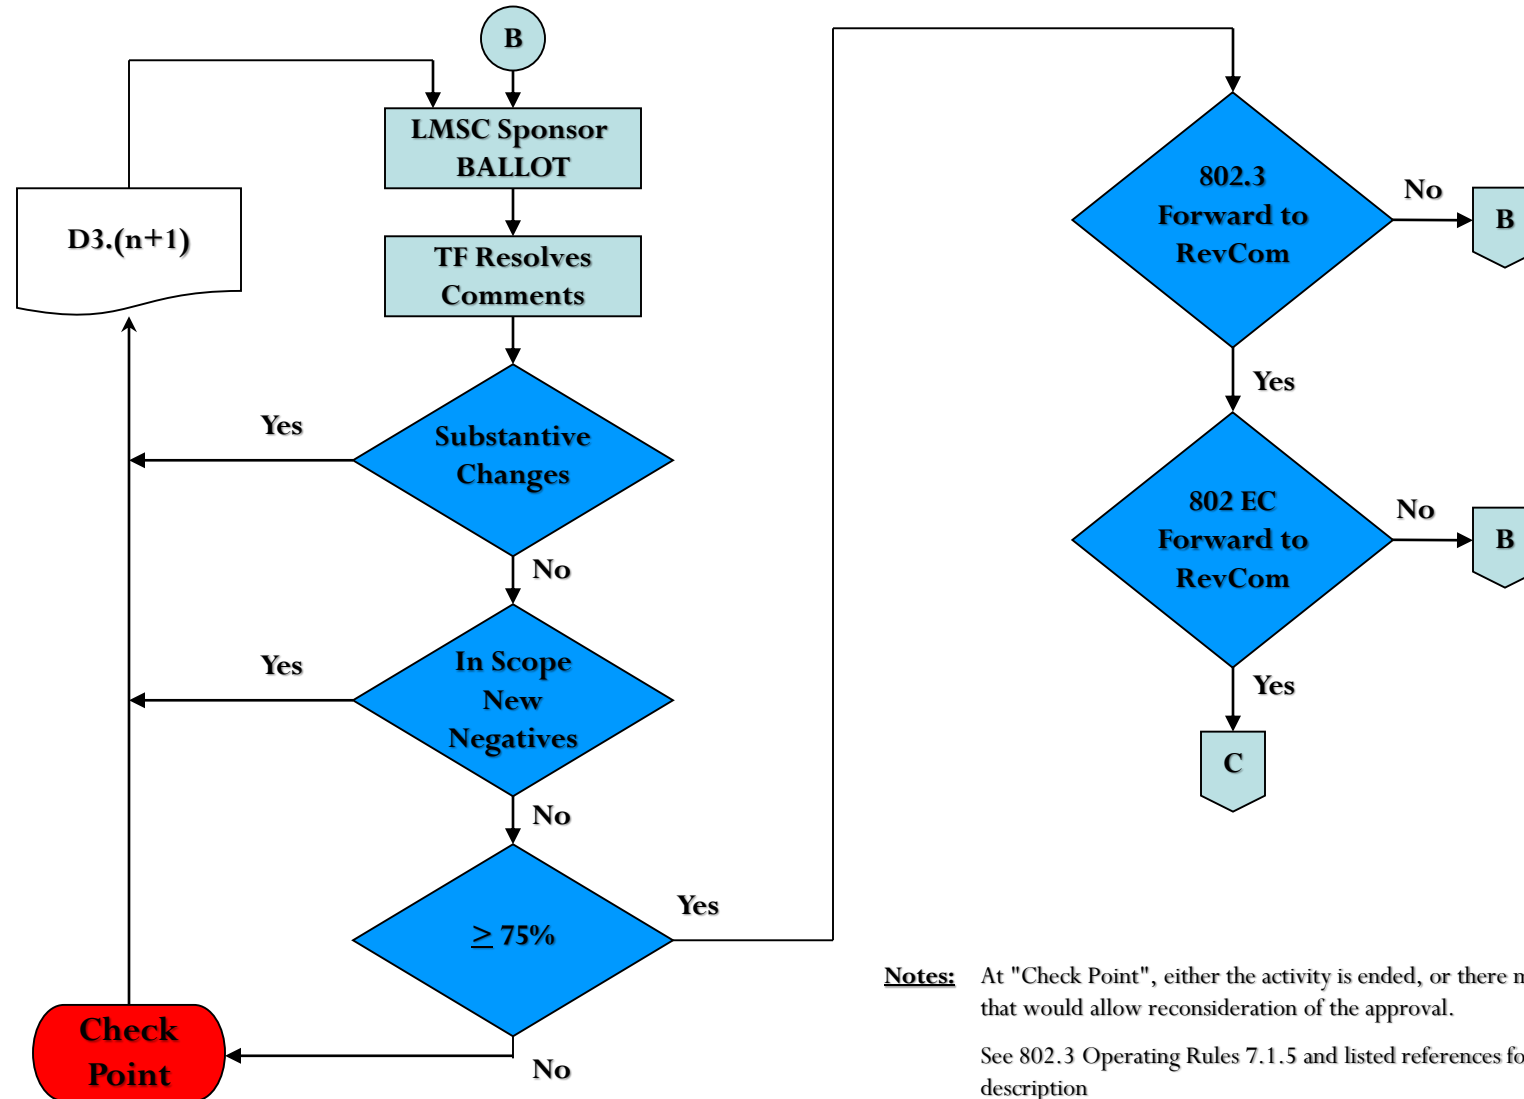 B
LMSC Sponsor
BALLOT
D3.(n+1)
TF Resolves
Comments
Yes
Substantive
Changes
No
Yes
In Scope
New
Negatives
No
≥ 75%
Yes
No
Check
Point
802.3
Forward to
RevCom
No
B
Yes
802 EC
Forward to
RevCom
No
B
Yes
C
Notes: At "Check Point", either the activity is ended, or there
that would allow reconsideration of the approval.
See 802.3 Operating Rules 7.1.5 and listed references
description